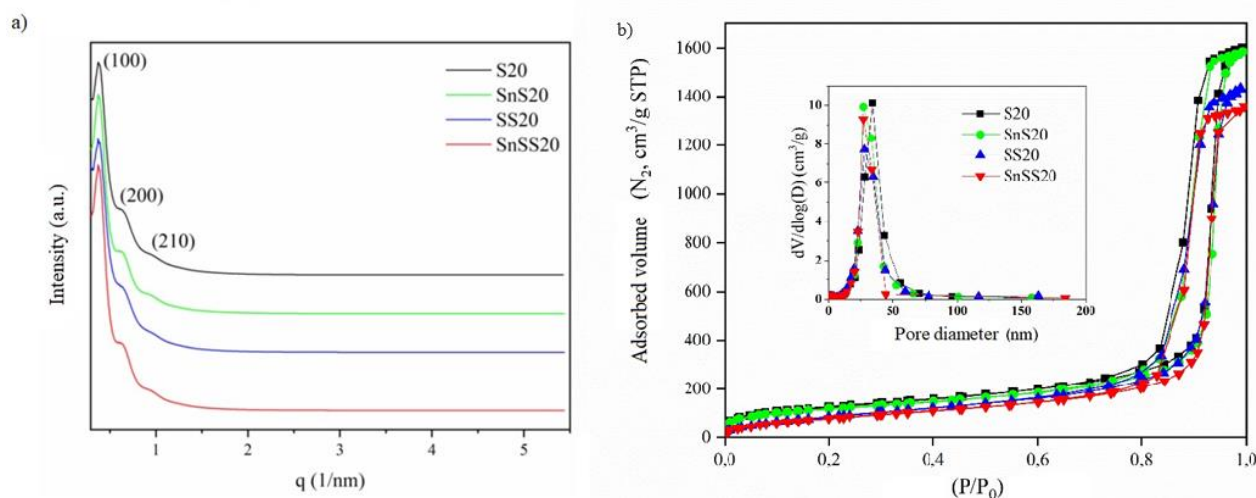 a)
(100)
(200)
(210)
S20
SnS20
SS20
SnSS20
Intensity (a.u.)
1 2 3 4 5
q (1/nm)
b)
1600
1400
1200
1000
800
600
400
200
0
Adsorbed volume (N₂, cm³/g STP)
0,0 0,2 0,4 0,6 0,8 1,0
(P/P₀)
10
8
6
4
2
0
dV/dlog(D) (cm³/g)
S20
SnS20
SS20
SnSS20
0 50 100 150 200
Pore diameter (nm)